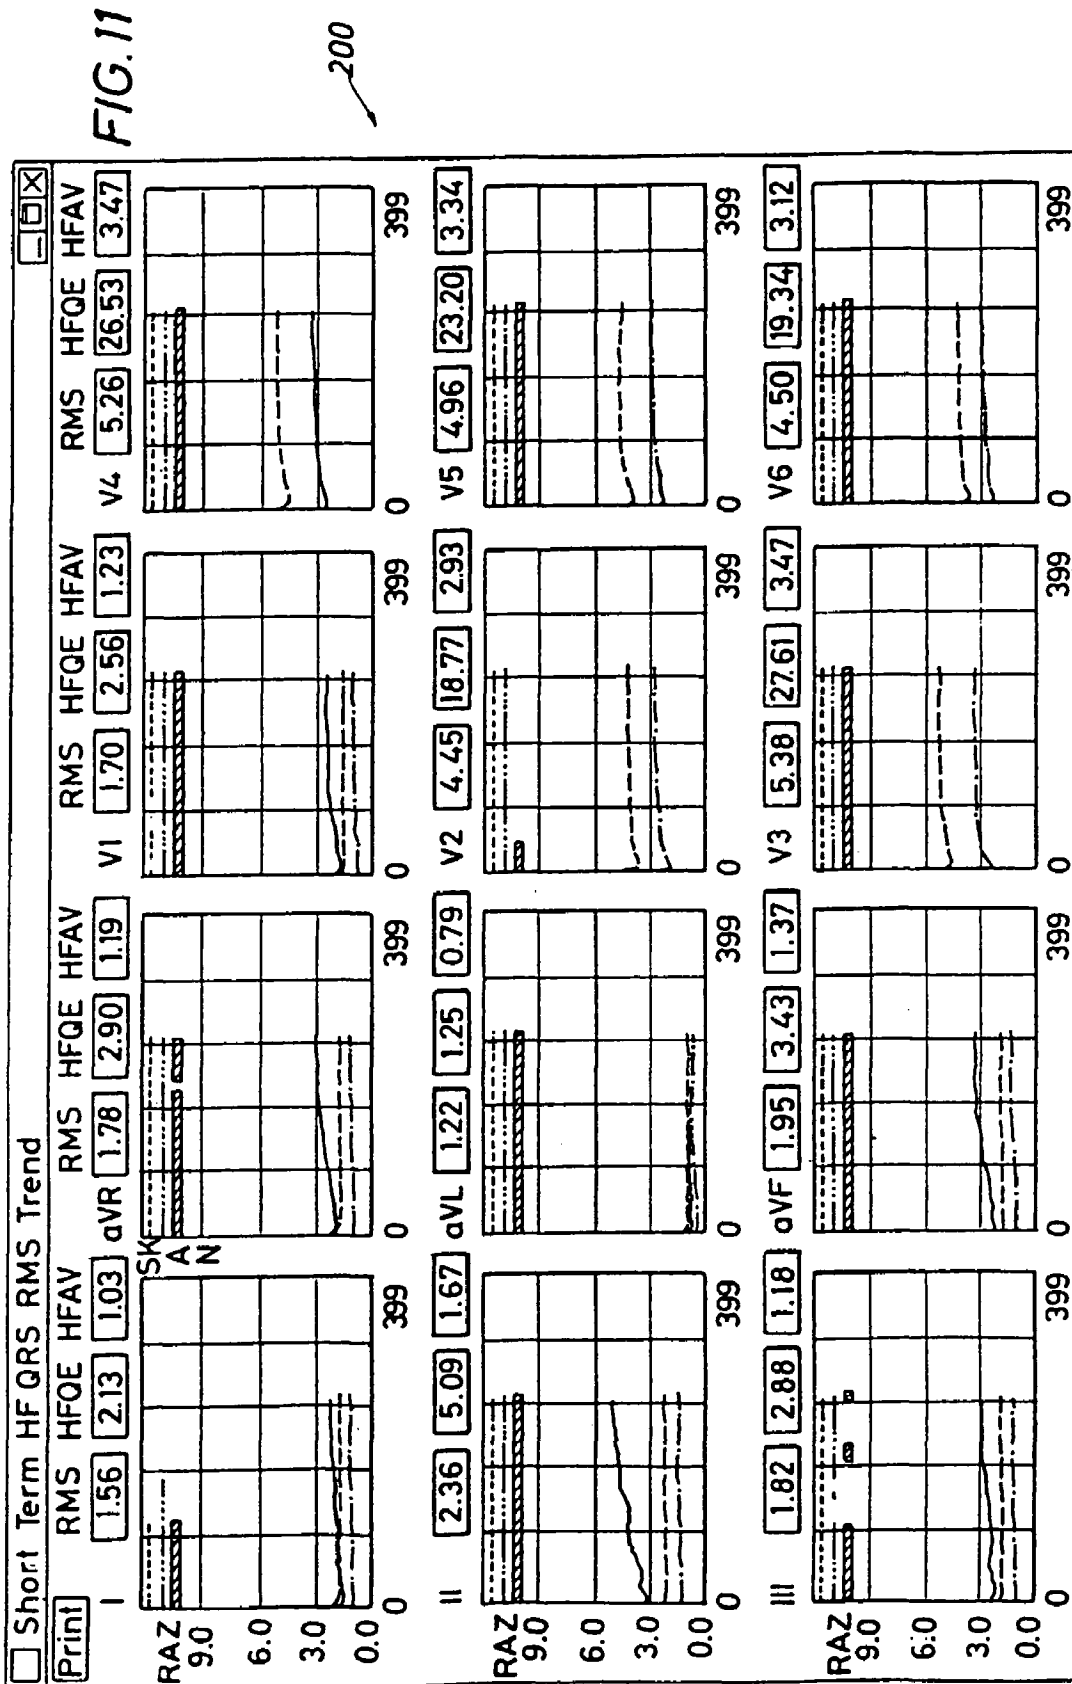 FIG. 11
200
Short Term HF QRS RMS Trend
Print
RMS HFQE HFAV RMS HFQE HFAV RMS HFQE HFAV RMS HFQE HFAV
I 1.56 2.13 1.03 aVR 1.78 2.90 1.19 V1 1.70 2.56 1.23 V4 5.26 26.53 3.47
RAZ SK
A
N
9.0
6.0
3.0
0.0
0 399 0 399 0 399 0 399
II 2.36 5.09 1.67 aVL 1.22 1.25 0.79 V2 4.45 18.77 2.93 V5 4.96 23.20 3.34
RAZ
9.0
6.0
3.0
0.0
0 399 0 399 0 399 0 399
III 1.82 2.88 1.18 aVF 1.95 3.43 1.37 V3 5.38 27.61 3.47 V6 4.50 19.34 3.12
RAZ
9.0
6.0
3.0
0.0
0 399 0 399 0 399 0 399